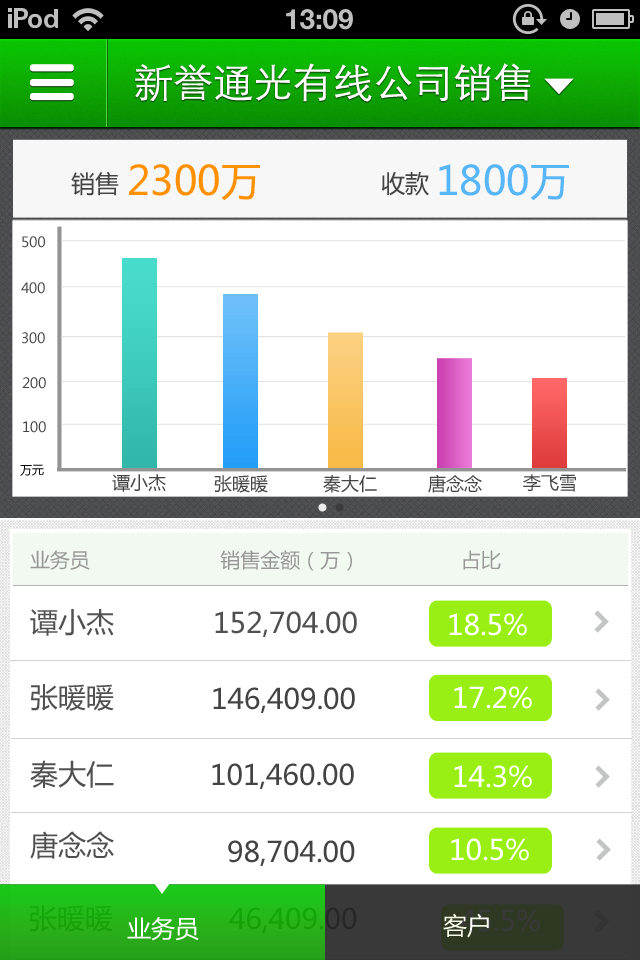 iPod 13:09
新誉通光有线公司销售
销售 2300万 收款 1800万
500
400
300
200
100
万元
谭小杰 张暖暖 秦大仁 唐念念 李飞雪
业务员 销售金额（万） 占比
谭小杰 152,704.00 18.5%
张暖暖 146,409.00 17.2%
秦大仁 101,460.00 14.3%
唐念念 98,704.00 10.5%
张暖暖 46,409.00
业务员 客户